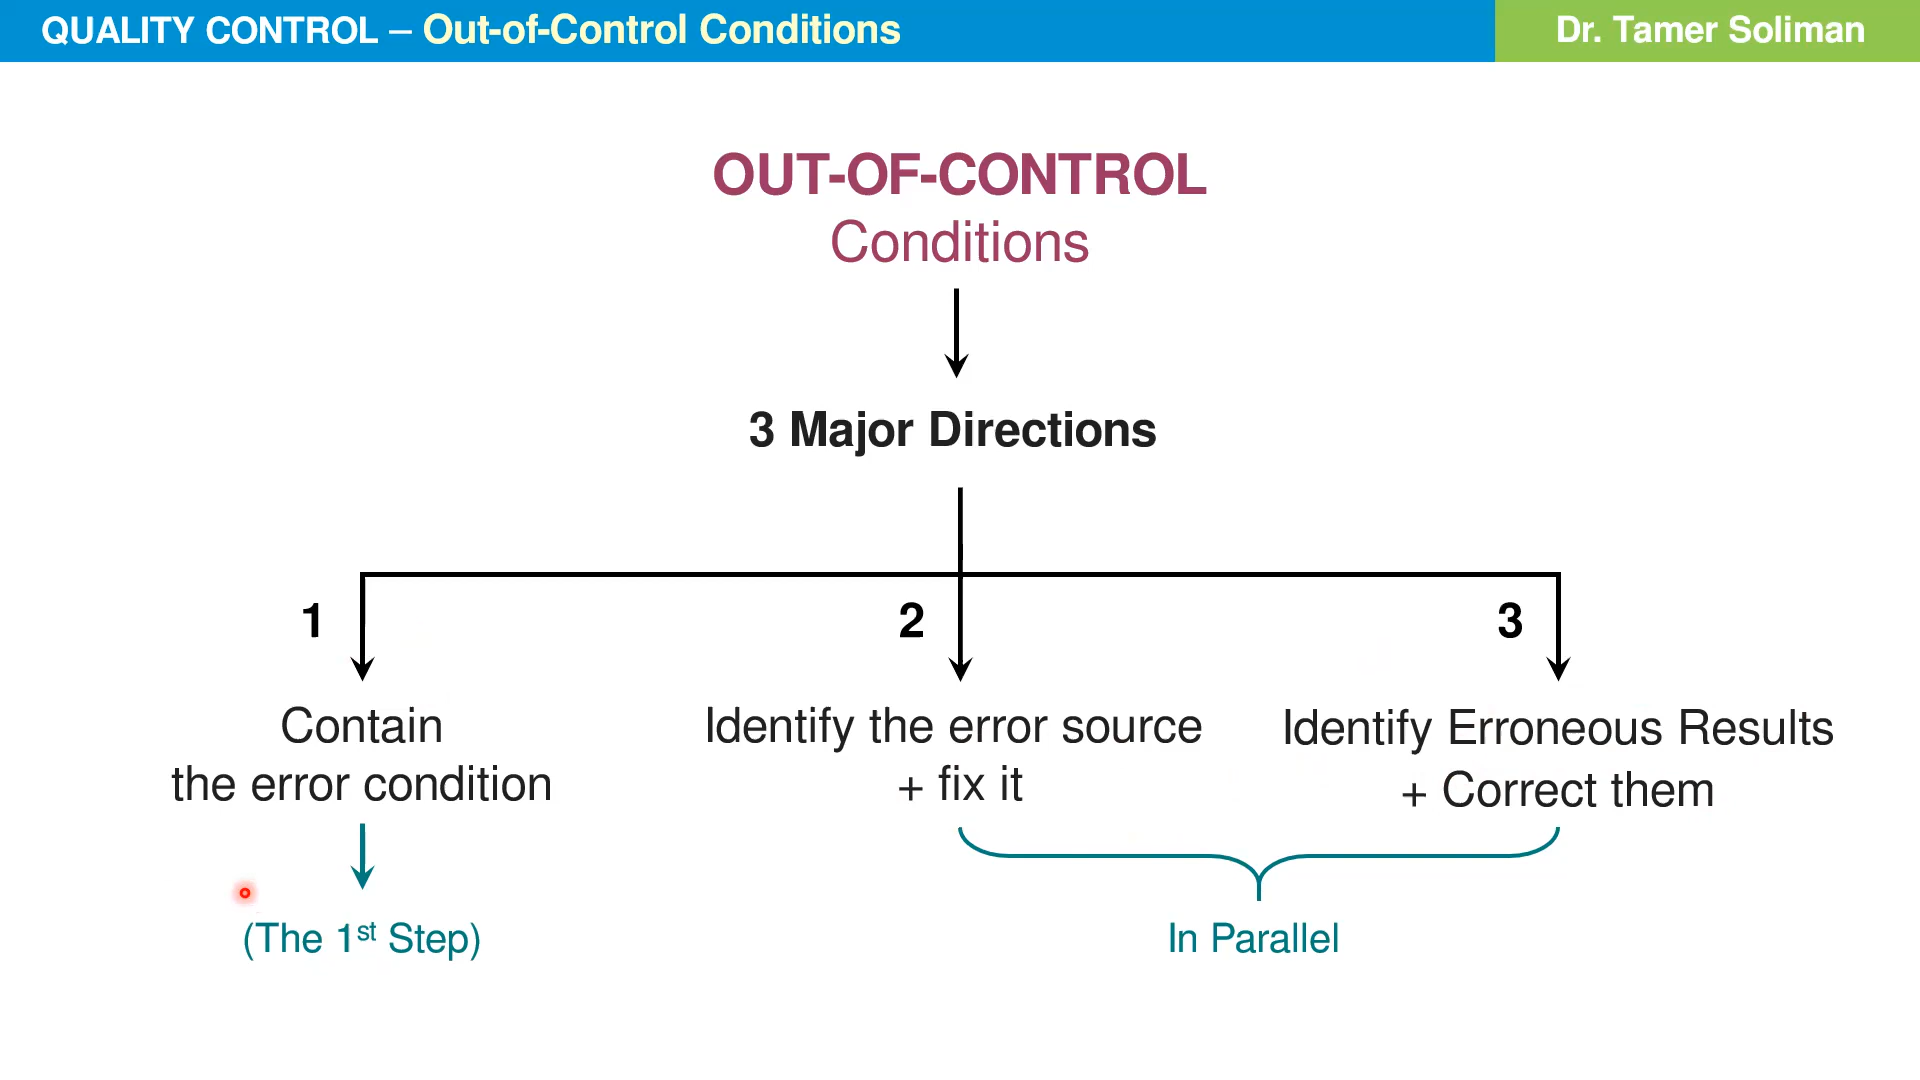 QUALITY CONTROL – Out-of-Control Conditions
Dr. Tamer Soliman
OUT-OF-CONTROL
Conditions
3 Major Directions
1
2
3
Contain
the error condition
Identify the error source
+ fix it
Identify Erroneous Results
+ Correct them
(The 1st Step)
In Parallel